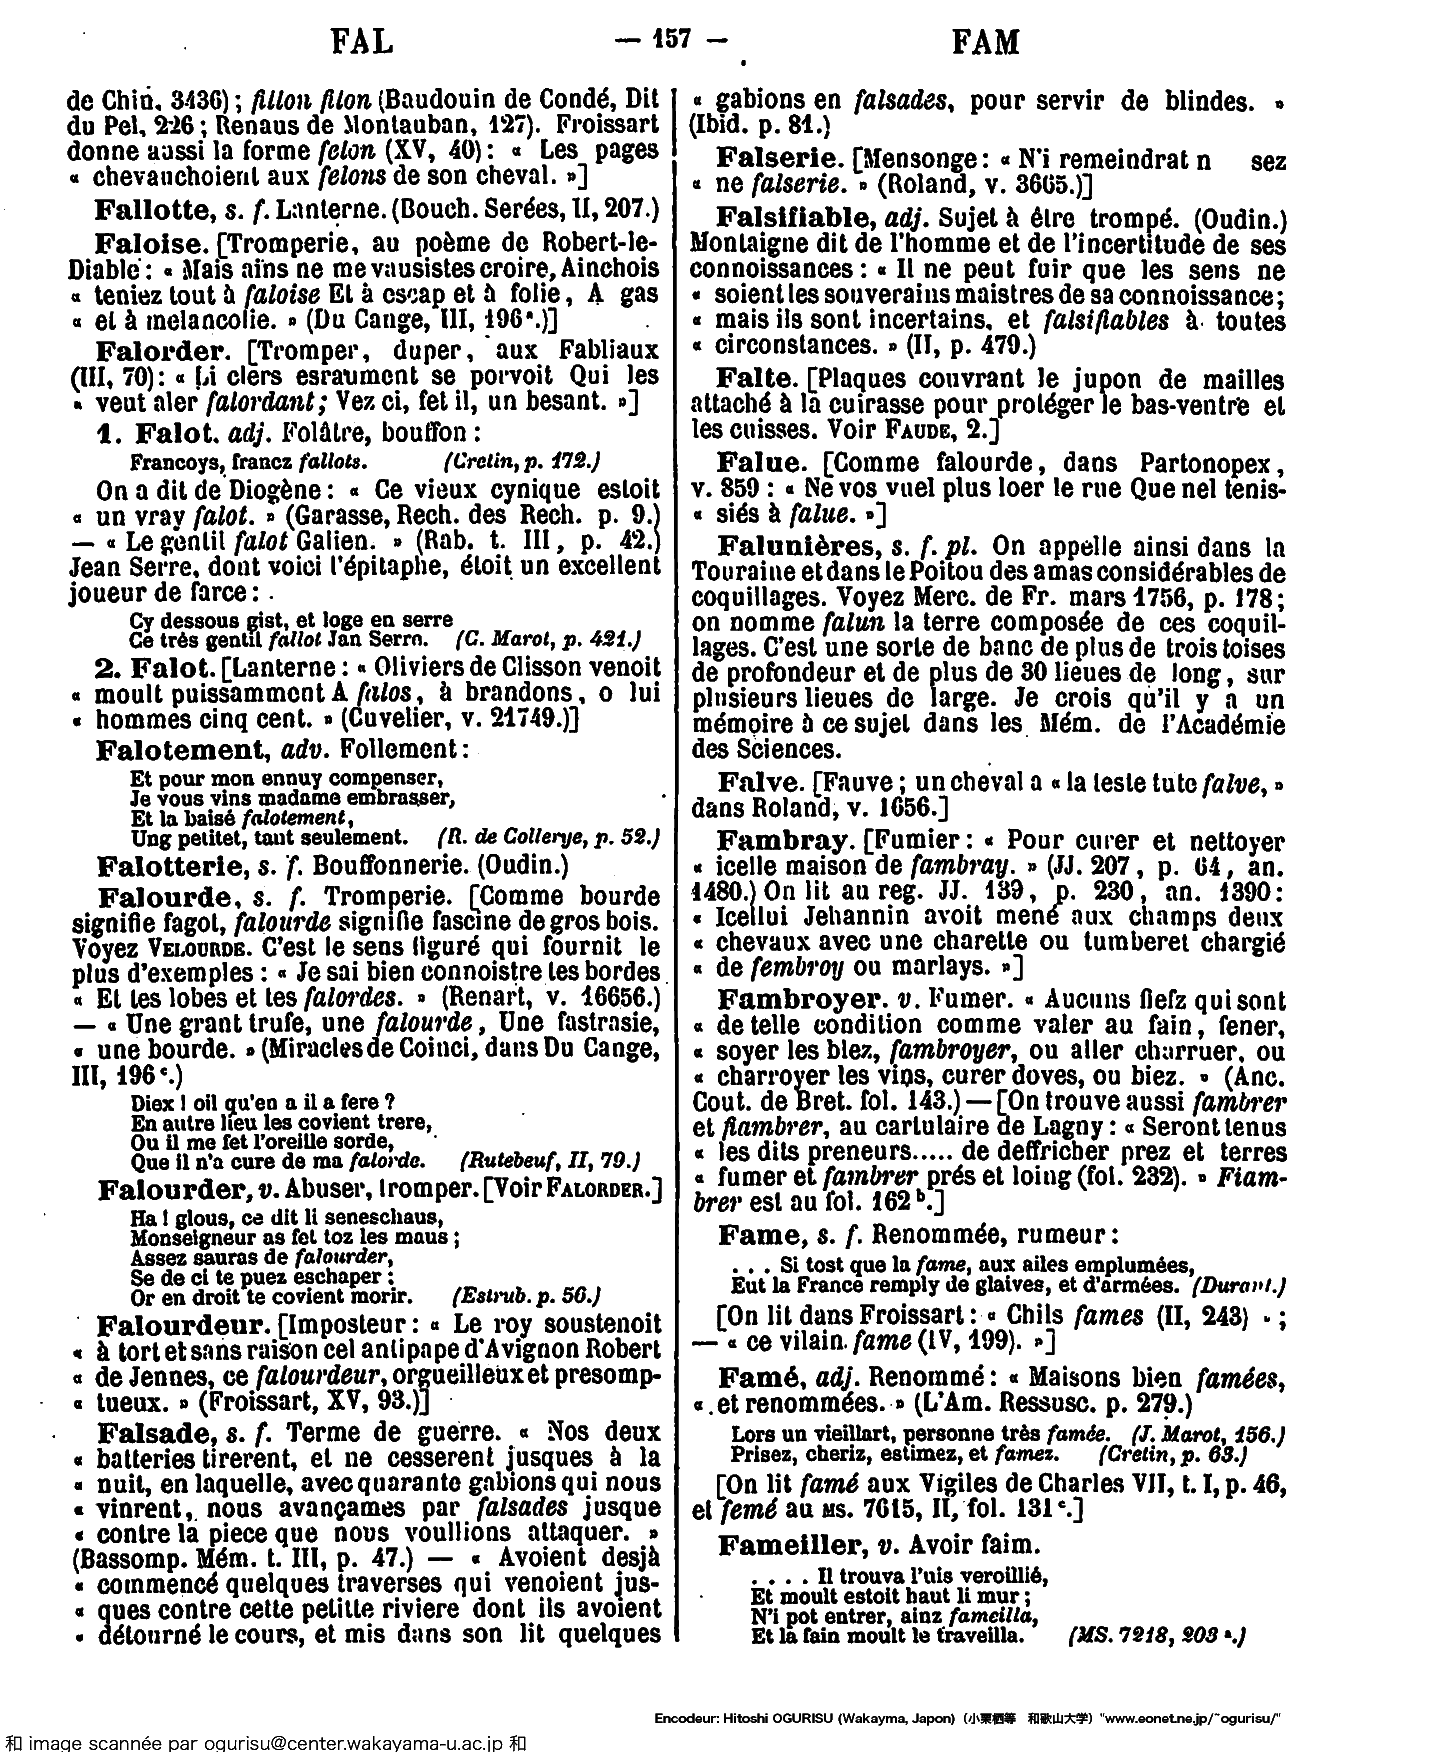 FAL — 157 — FAM
de Chin, 3436) ; fillon filon (Baudouin de Condé, Dit
du Pel, 226 ; Renaus de Montauban, 127). Froissart
donne aussi la forme felon (XV, 40) : « Les pages
« chevauchoient aux felons de son cheval. »]
Fallotte, s. f. Lanterne. (Bouch. Serées, II, 207.)
Faloise. [Tromperie, au poème de Robert-le-
Diable : « Mais ains ne me vausistes croire, Ainchois
« teniez tout à faloise Et à escap et à folie, A gas
« et à melancolie. » (Du Cange, III, 196ᵃ.)]
Falorder. [Tromper, duper, aux Fabliaux
(III, 70) : « Li clers esraument se porvoit Qui les
« veut aler falordant ; Vez ci, fet il, un besant. »]
1. Falot. adj. Folâtre, bouffon :
Francoys, francz fallots. (Cretin, p. 172.)
On a dit de Diogène : « Ce vieux cynique estoit
« un vray falot. » (Garasse, Rech. des Rech. p. 9.)
— « Le gentil falot Galien. » (Rab. t. III, p. 42.)
Jean Serre, dont voici l'épitaphe, étoit un excellent
joueur de farce :
Cy dessous gist, et loge en serre
Ce très gentil fallot Jan Serre. (C. Marot, p. 421.)
2. Falot. [Lanterne : « Oliviers de Clisson venoit
« moult puissamment A falos, à brandons, o lui
« hommes cinq cent. » (Cuvelier, v. 21749.)]
Falotement, adv. Follement :
Et pour mon ennuy compenser,
Je vous vins madame embrasser,
Et la baisé falotement,
Ung petitet, tant seulement. (R. de Collerye, p. 52.)
Falotterie, s. f. Bouffonnerie. (Oudin.)
Falourde, s. f. Tromperie. [Comme bourde
signifie fagot, falourde signifie fascine de gros bois.
Voyez VELOURDE. C'est le sens figuré qui fournit le
plus d'exemples : « Je sai bien connoistre tes bordes
« Et tes lobes et tes falordes. » (Renart, v. 16656.)
— « Une grant trufe, une falourde, Une fastrasie,
« une bourde. » (Miracles de Coinci, dans Du Cange,
III, 196ᶜ.)
Diex ! oil qu'en a il a fere ?
En autre lieu les covient trere,
Ou il me fet l'oreille sorde,
Que il n'a cure de ma falorde. (Rutebeuf, II, 79.)
Falourder, v. Abuser, tromper. [Voir FALORDER.]
Ha ! glous, ce dit li seneschaus,
Monseigneur as fet toz les maus ;
Assez sauras de falourder,
Se de ci te puez eschaper :
Or en droit te covient morir. (Estrub. p. 56.)
Falourdeur. [Imposteur : « Le roy soustenoit
« à tort et sans raison cel antipape d'Avignon Robert
« de Jennes, ce falourdeur, orgueilleux et presomp-
« tueux. » (Froissart, XV, 93.)]
Falsade, s. f. Terme de guerre. « Nos deux
« batteries tirerent, et ne cesserent jusques à la
« nuit, en laquelle, avec quarante gabions qui nous
« vinrent, nous avançames par falsades jusque
« contre la piece que nous voullions attaquer. »
(Bassomp. Mém. t. III, p. 47.) — « Avoient desjà
« commencé quelques traverses qui venoient jus-
« ques contre cette petitte riviere dont ils avoient
« détourné le cours, et mis dans son lit quelques
« gabions en falsades, pour servir de blindes. »
(Ibid. p. 81.)
Falserie. [Mensonge : « N'i remeindrat n sez
« ne falserie. » (Roland, v. 3665.)]
Falsifiable, adj. Sujet à être trompé. (Oudin.)
Montaigne dit de l'homme et de l'incertitude de ses
connoissances : « Il ne peut fuir que les sens ne
« soient les souverains maistres de sa connoissance ;
« mais ils sont incertains, et falsifiables à toutes
« circonstances. » (II, p. 479.)
Falte. [Plaques couvrant le jupon de mailles
attaché à la cuirasse pour protéger le bas-ventre et
les cuisses. Voir FAUDE, 2.]
Falue. [Comme falourde, dans Partonopex,
v. 859 : « Ne vos vuel plus loer le rue Que nel tenis-
« siés à falue. »]
Falunières, s. f. pl. On appelle ainsi dans la
Touraine et dans le Poitou des amas considérables de
coquillages. Voyez Merc. de Fr. mars 1756, p. 178 ;
on nomme falun la terre composée de ces coquil-
lages. C'est une sorte de banc de plus de trois toises
de profondeur et de plus de 30 lieues de long, sur
plusieurs lieues de large. Je crois qu'il y a un
mémoire à ce sujet dans les Mém. de l'Académie
des Sciences.
Falve. [Fauve ; un cheval a « la teste tute falve, »
dans Roland, v. 1656.]
Fambray. [Fumier : « Pour curer et nettoyer
« icelle maison de fambray. » (JJ. 207, p. 64, an.
1480.) On lit au reg. JJ. 139, p. 230, an. 1390 :
« Icellui Jehannin avoit mené aux champs deux
« chevaux avec une charette ou tumberet chargié
« de fembroy ou marlays. »]
Fambroyer. v. Fumer. « Aucuns fiefz qui sont
« de telle condition comme valer au fain, fener,
« soyer les blez, fambroyer, ou aller charruer, ou
« charroyer les vins, curer doves, ou biez. » (Anc.
Cout. de Bret. fol. 143.) — [On trouve aussi fambrer
et fiambrer, au cartulaire de Lagny : « Seront tenus
« les dits preneurs..... de deffricher prez et terres
« fumer et fambrer prés et loing (fol. 232). » Fiam-
brer est au fol. 162ᵇ.]
Fame, s. f. Renommée, rumeur :
. . . Si tost que la fame, aux ailes emplumées,
Eut la France remply de glaives, et d'armées. (Durant.)
[On lit dans Froissart : « Chils fames (II, 243) » ;
— « ce vilain fame (IV, 199). »]
Famé, adj. Renommé : « Maisons bien famées,
« et renommées. » (L'Am. Ressusc. p. 279.)
Lors un vieillart, personne très famée. (J. Marot, 156.)
Prisez, cheriz, estimez, et famez. (Cretin, p. 63.)
[On lit famé aux Vigiles de Charles VII, t. I, p. 46,
et femé au MS. 7615, II, fol. 131ᶜ.]
Fameiller, v. Avoir faim.
. . . . Il trouva l'uis veroillié,
Et moult estoit haut li mur ;
N'i pot entrer, ainz fameilla,
Et la fain moult le traveilla. (MS. 7218, 203ᵃ.)
Encodeur: Hitoshi OGURISU (Wakayma, Japon) (小栗栖等 和歌山大学) "www.eonet.ne.jp/~ogurisu/"
和 image scannée par ogurisu@center.wakayama-u.ac.jp 和